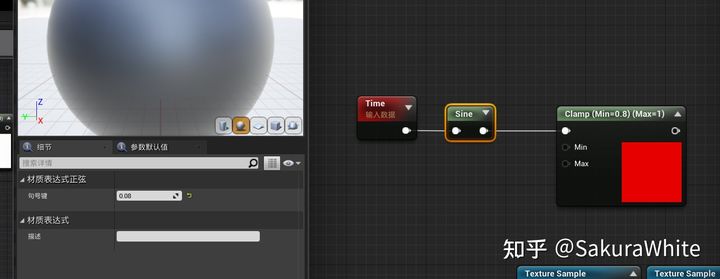 Z
Y
X
细节
参数默认值
搜索详情
材质表达式正弦
句号键
0.08
材质表达式
描述
Time
输入数据
Sine
Clamp (Min=0.8) (Max=1)
Min
Max
知乎 @SakuraWhite
Texture Sample
Texture Sample